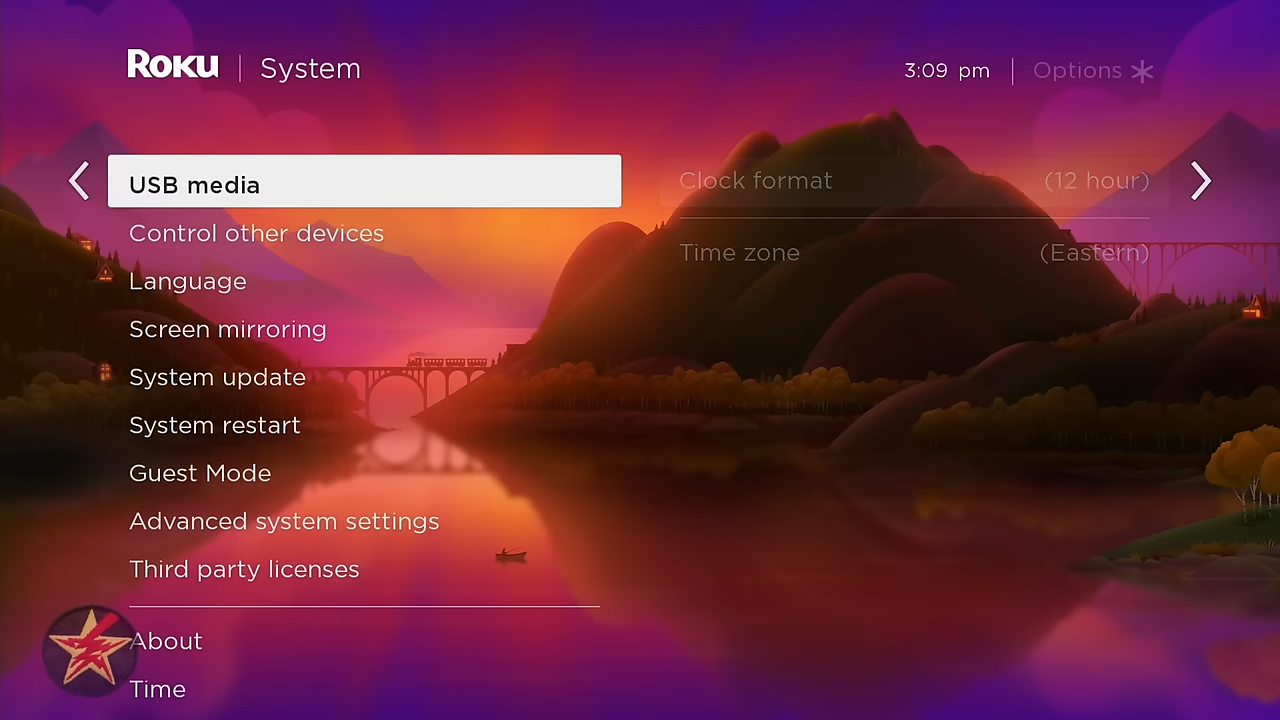 Roku | System
3:09 pm | Options
USB media
Control other devices
Language
Screen mirroring
System update
System restart
Guest Mode
Advanced system settings
Third party licenses
About
Time
Clock format (12 hour)
Time zone (Eastern)